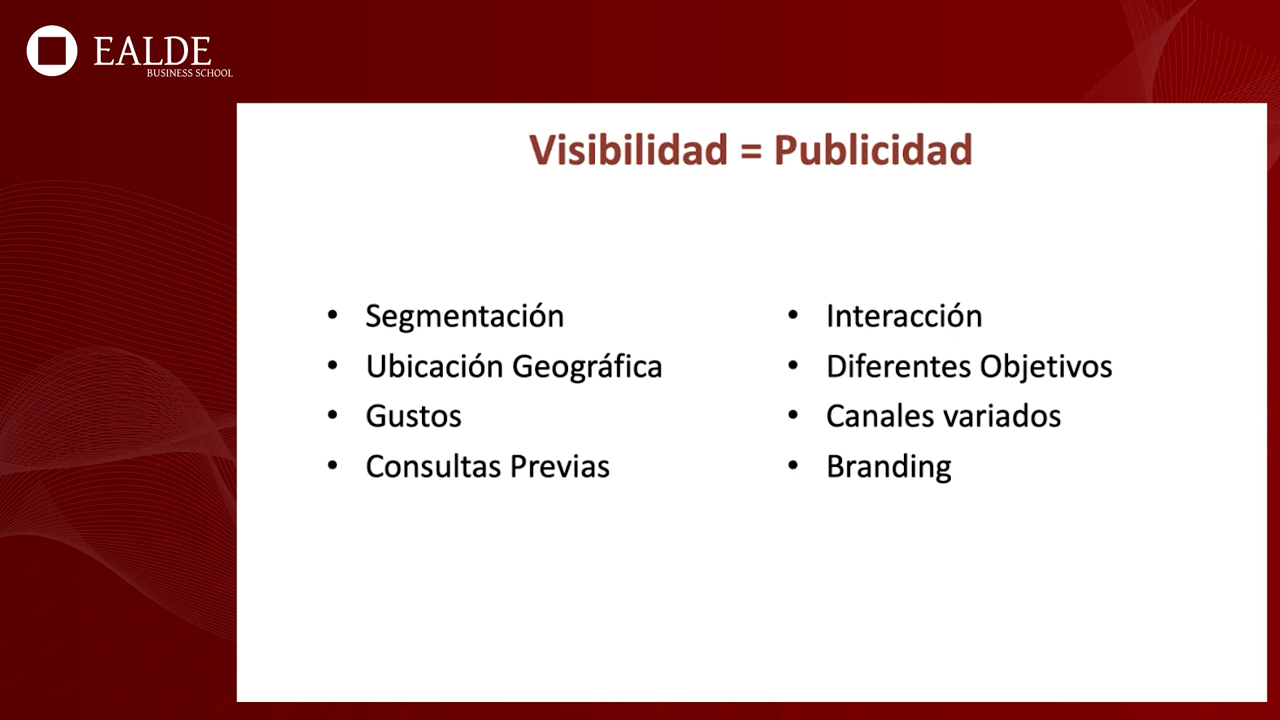 EALDE
BUSINESS SCHOOL
Visibilidad = Publicidad
• Segmentación
• Ubicación Geográfica
• Gustos
• Consultas Previas
• Interacción
• Diferentes Objetivos
• Canales variados
• Branding